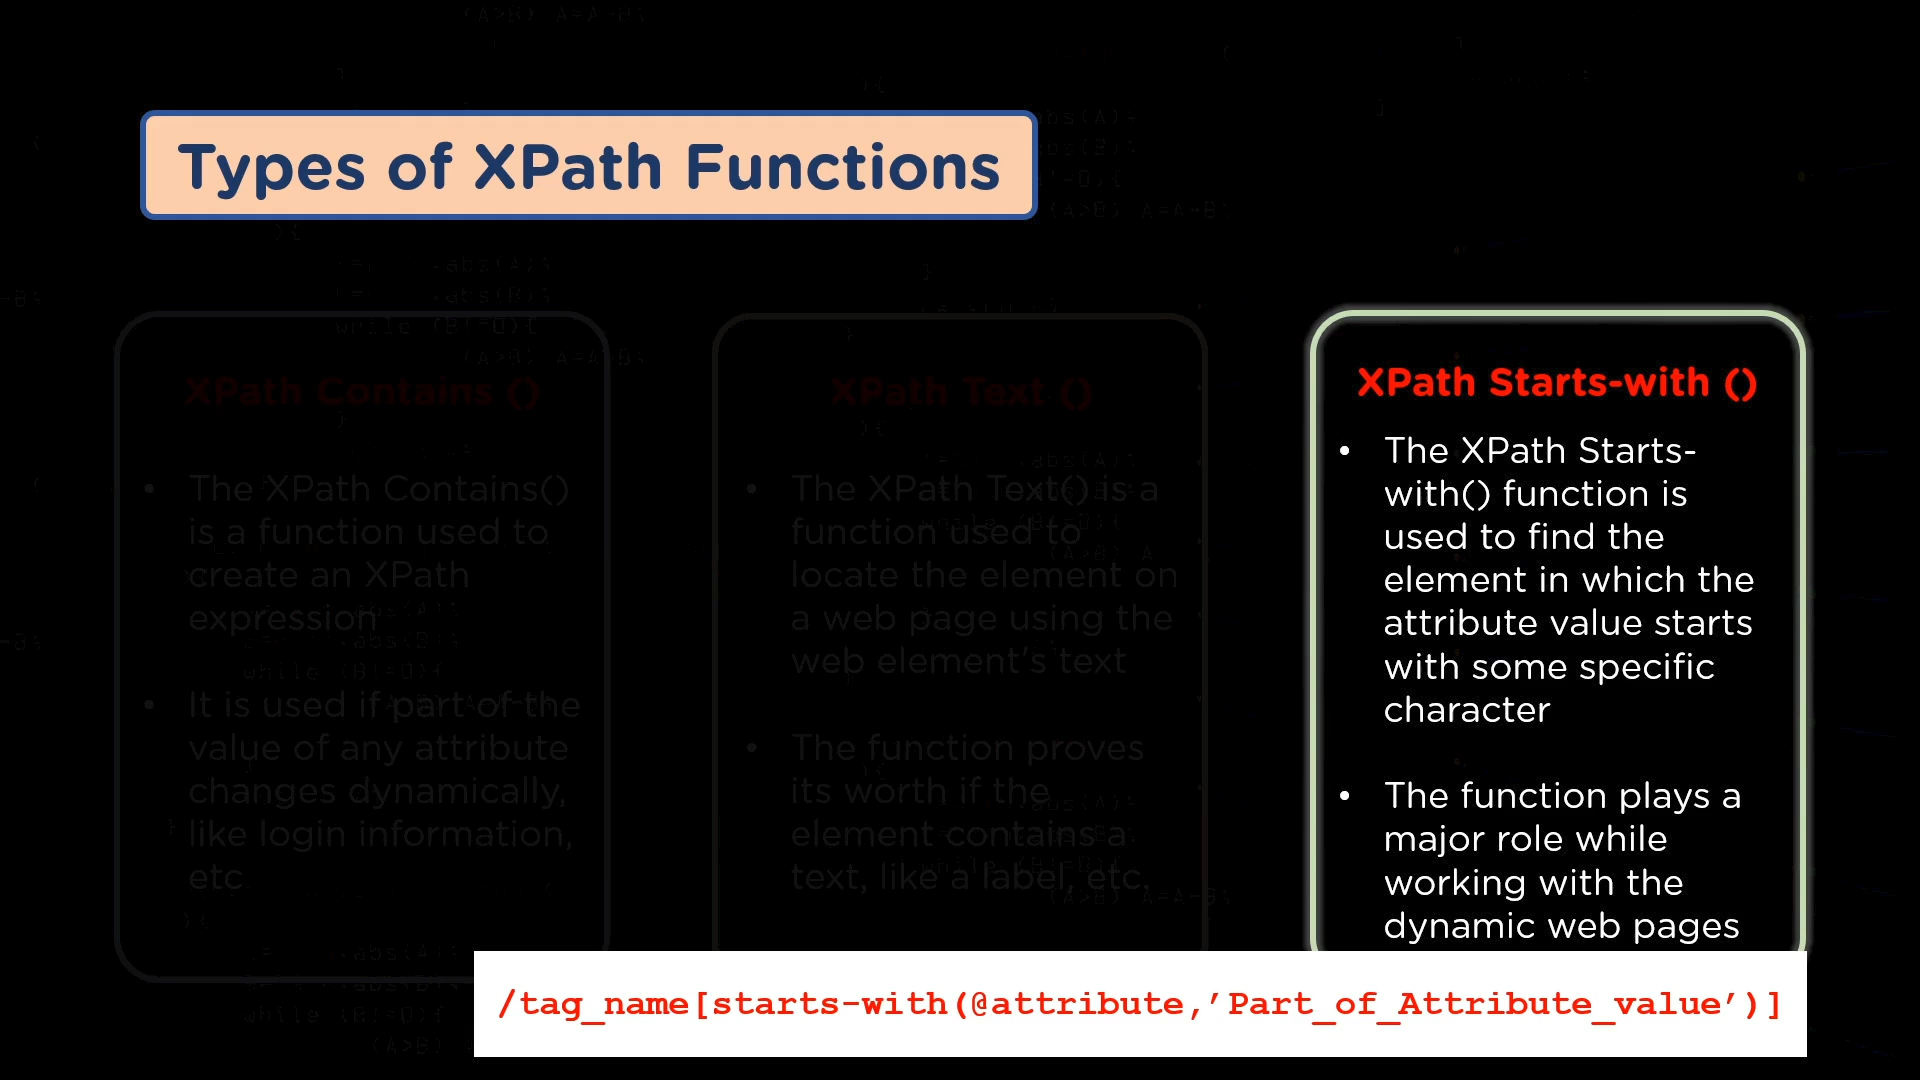 Types of XPath Functions
XPath Contains ()
• The XPath Contains()
is a function used to
create an XPath
expression
• It is used if part of the
value of any attribute
changes dynamically,
like login information,
etc
XPath Text ()
• The XPath Text() is a
function used to
locate the element on
a web page using the
web element's text
• The function proves
its worth if the
element contains a
text, like a label, etc.
XPath Starts-with ()
• The XPath Starts-
with() function is
used to find the
element in which the
attribute value starts
with some specific
character
• The function plays a
major role while
working with the
dynamic web pages
/tag_name[starts-with(@attribute,’Part_of_Attribute_value’)]